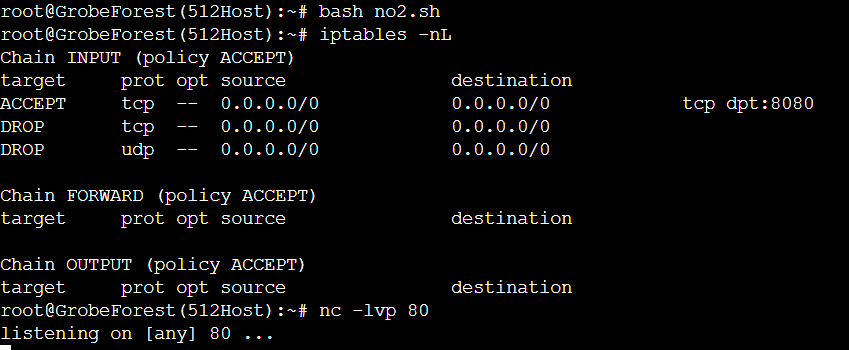 root@GrobeForest(512Host):~# bash no2.sh
root@GrobeForest(512Host):~# iptables -nL
Chain INPUT (policy ACCEPT)
target     prot opt source               destination
ACCEPT     tcp  --  0.0.0.0/0            0.0.0.0/0            tcp dpt:8080
DROP       tcp  --  0.0.0.0/0            0.0.0.0/0
DROP       udp  --  0.0.0.0/0            0.0.0.0/0
Chain FORWARD (policy ACCEPT)
target     prot opt source               destination
Chain OUTPUT (policy ACCEPT)
target     prot opt source               destination
root@GrobeForest(512Host):~# nc -lvp 80
listening on [any] 80 ...